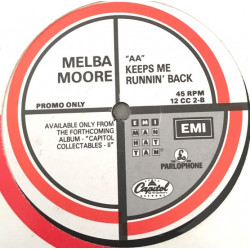 MELBA
MOORE
PROMO ONLY
"AA"
KEEPS ME
RUNNIN' BACK
45 RPM
12 CC 2-B
AVAILABLE ONLY FROM
THE FORTHCOMING
ALBUM - "CAPITOL
COLLECTABLES - II"
E M I
M A N
H A T
T A N
EMI
PARLOPHONE
Capitol